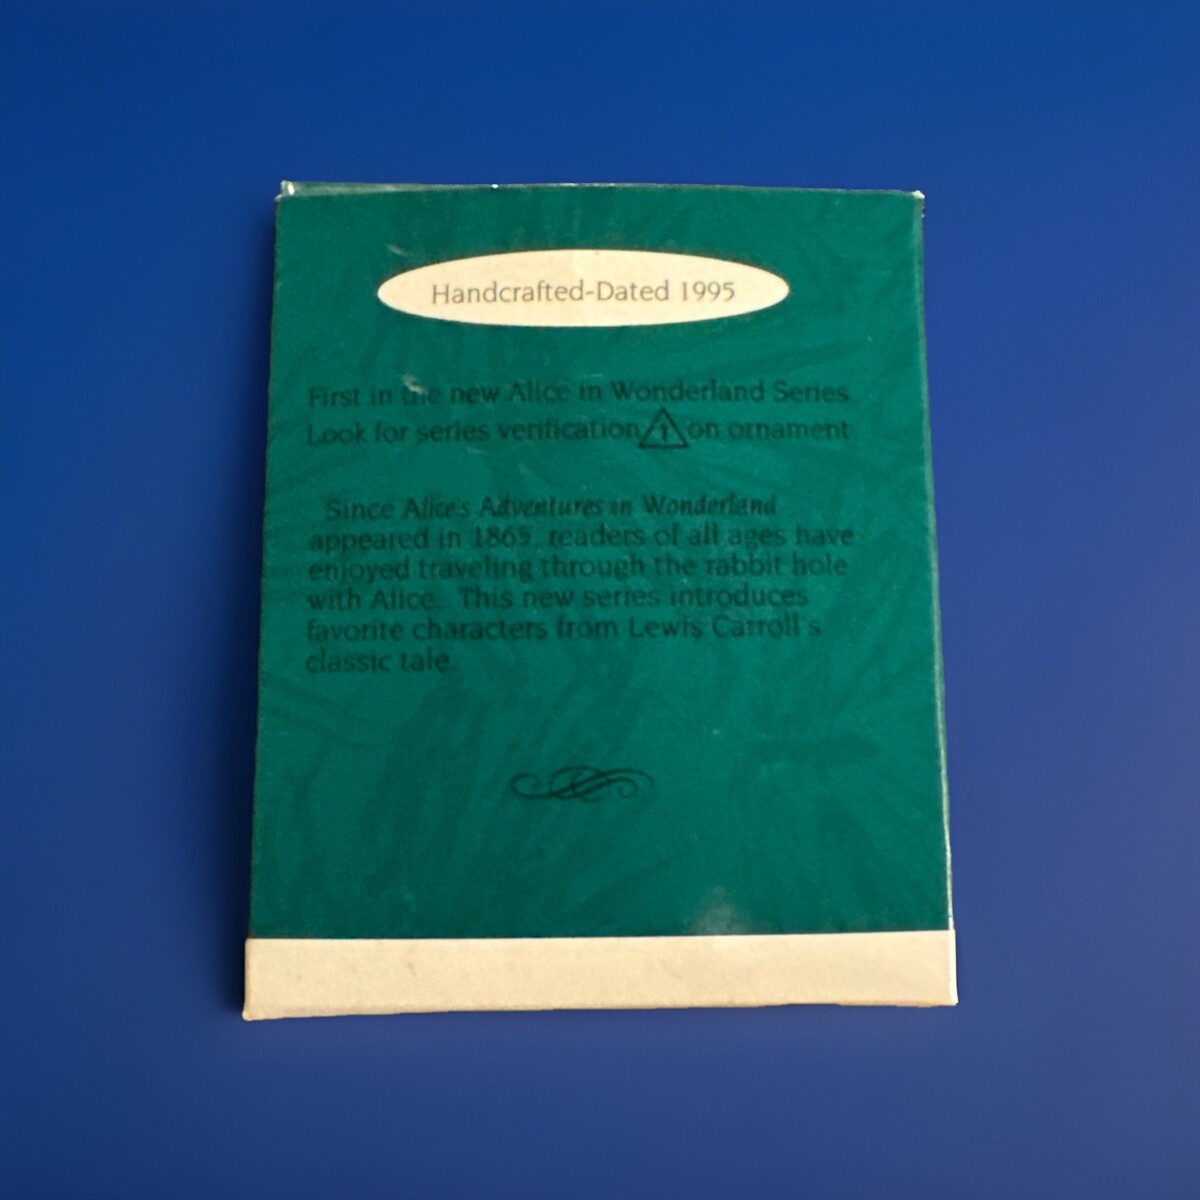 Handcrafted-Dated 1995
First in the new Alice in Wonderland Series.
Look for series verification 1 on ornament
Since Alice's Adventures in Wonderland
appeared in 1865, readers of all ages have
enjoyed traveling through the rabbit hole
with Alice. This new series introduces
favorite characters from Lewis Carroll's
classic tale.